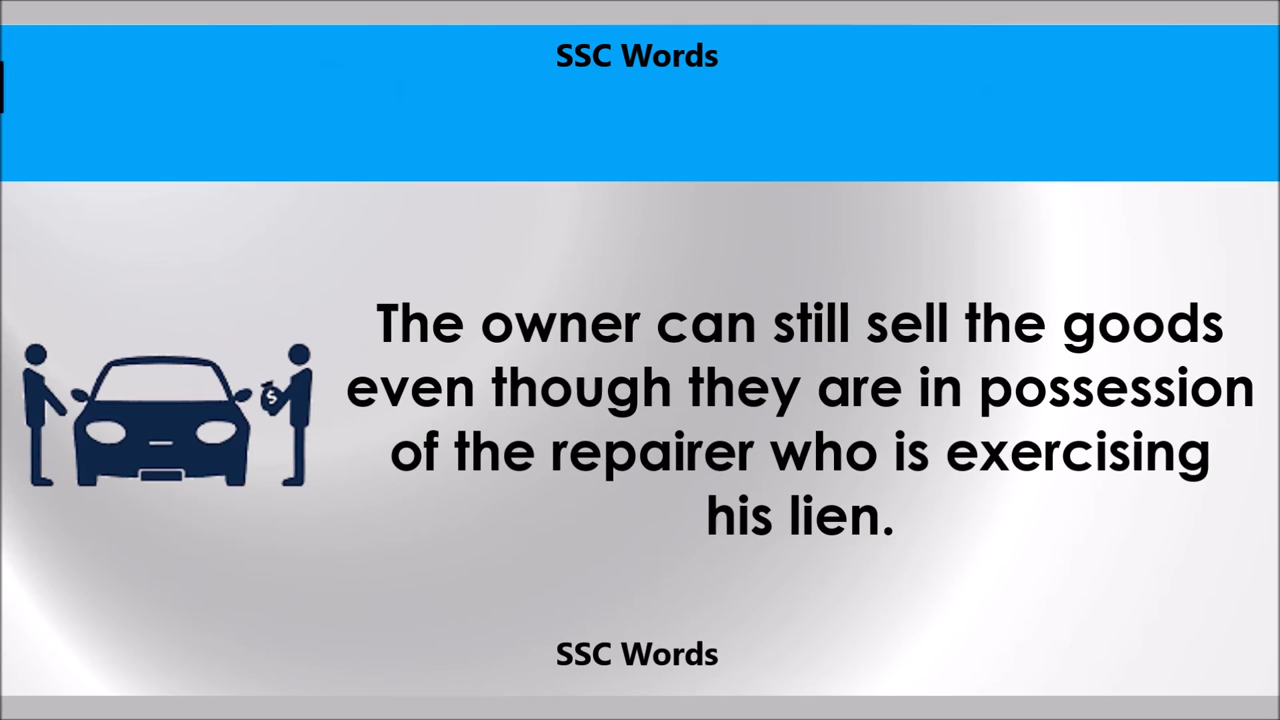 SSC Words
$
The owner can still sell the goods
even though they are in possession
of the repairer who is exercising
his lien.
SSC Words